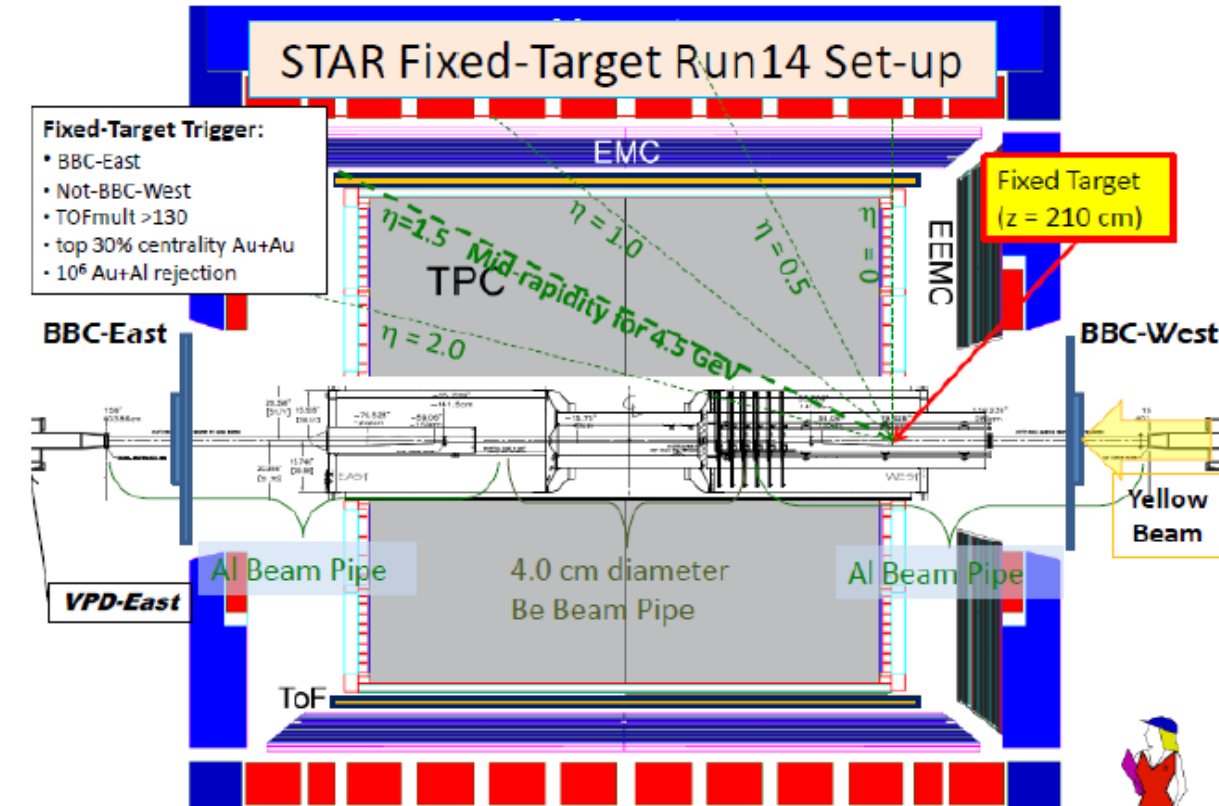 STAR Fixed-Target Run14 Set-up
Fixed-Target Trigger:
• BBC-East
• Not-BBC-West
• TOFmult >130
• top 30% centrality Au+Au
• 10⁶ Au+Al rejection
EMC
Fixed Target
(z = 210 cm)
η=1.5
η = 1.0
η = 0.5
η = 0
Mid-rapidity for 4.5 GeV
TPC
EEMC
η = 2.0
BBC-East
BBC-West
EAST
WEST
Yellow
Beam
Al Beam Pipe
4.0 cm diameter
Be Beam Pipe
Al Beam Pipe
VPD-East
ToF